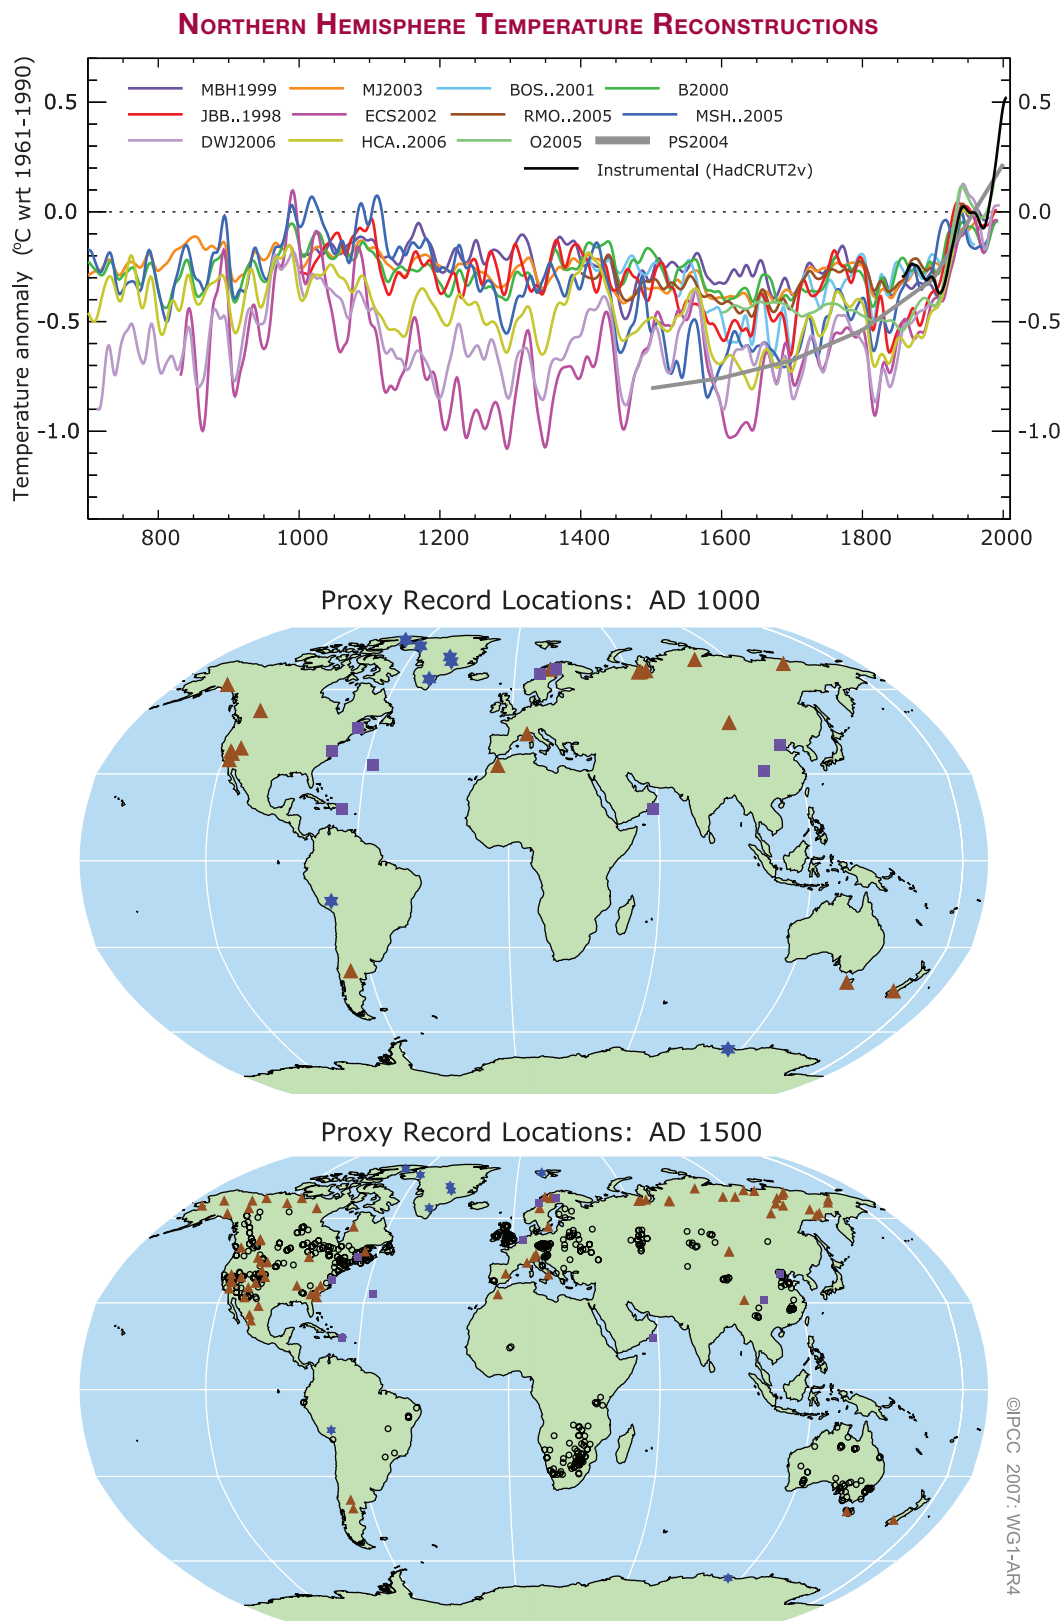 NORTHERN HEMISPHERE TEMPERATURE RECONSTRUCTIONS
Temperature anomaly (°C wrt 1961-1990)
MBH1999 MJ2003 BOS..2001 B2000
JBB..1998 ECS2002 RMO..2005 MSH..2005
DWJ2006 HCA..2006 O2005 PS2004
Instrumental (HadCRUT2v)
0.5 0.5
0.0 0.0
-0.5 -0.5
-1.0 -1.0
800 1000 1200 1400 1600 1800 2000
Proxy Record Locations: AD 1000
Proxy Record Locations: AD 1500
©IPCC 2007: WG1-AR4